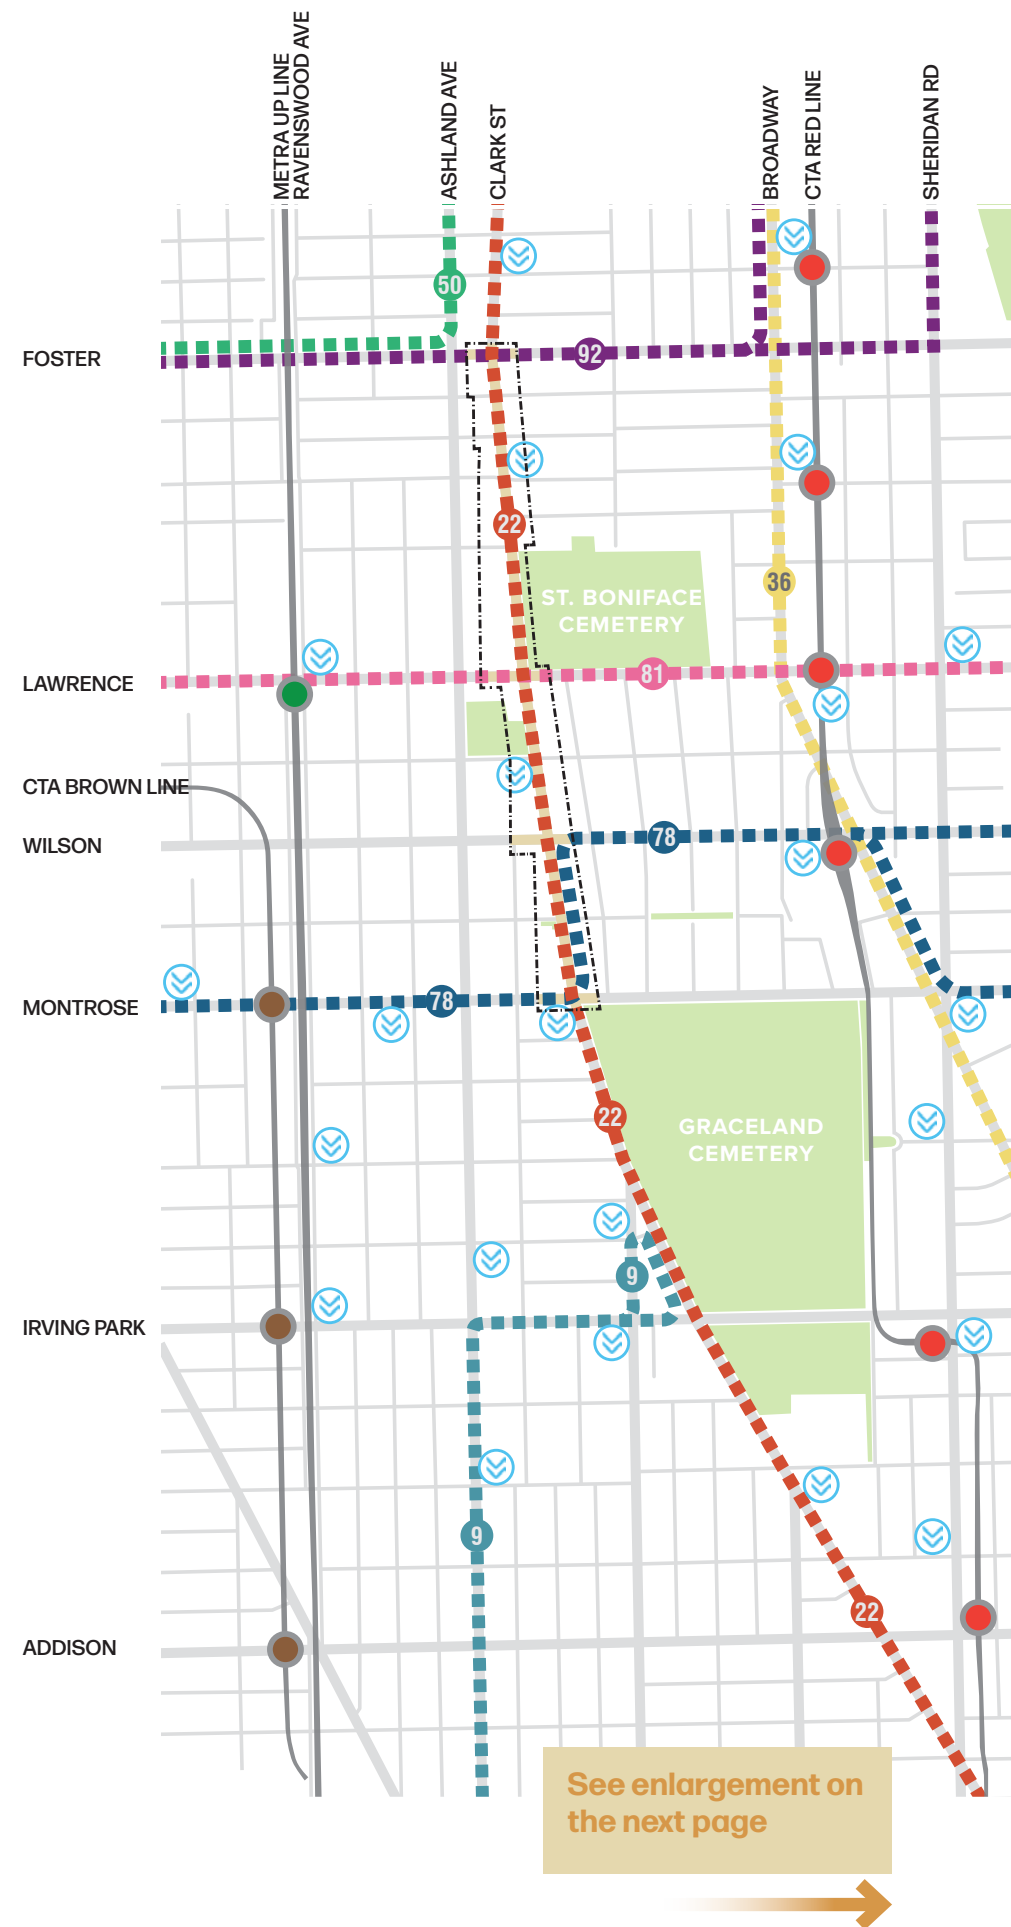 METRA UP LINE
RAVENSWOOD AVE
ASHLAND AVE
CLARK ST
BROADWAY
CTA RED LINE
SHERIDAN RD
50
FOSTER
92
22
36
ST. BONIFACE
CEMETERY
LAWRENCE
81
CTA BROWN LINE
WILSON
78
MONTROSE
78
22
GRACELAND
CEMETERY
9
IRVING PARK
9
22
ADDISON
See enlargement on
the next page